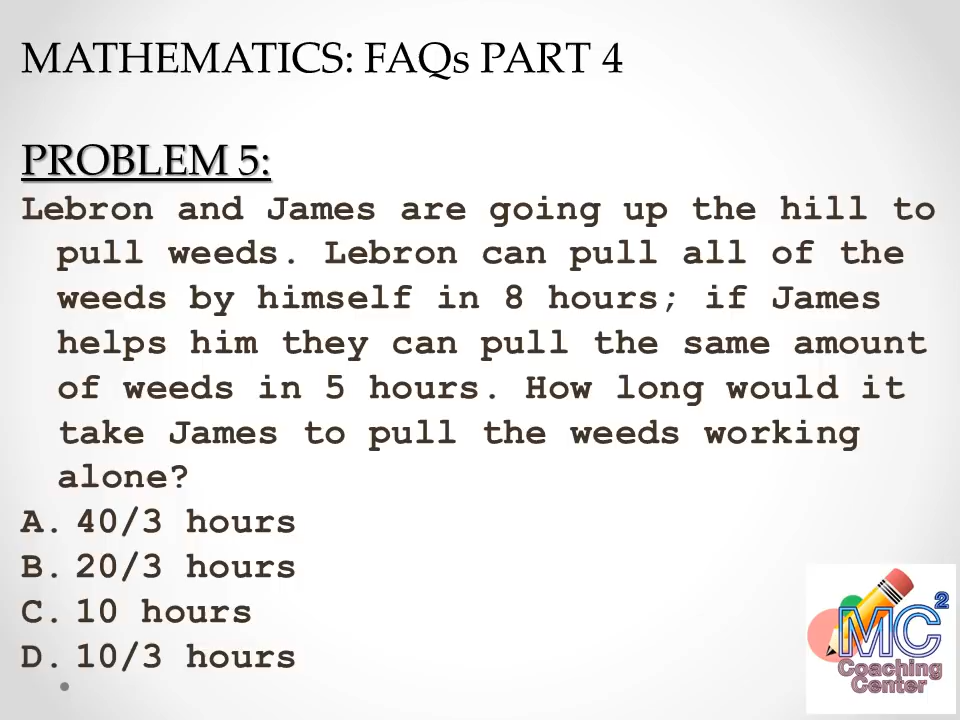 MATHEMATICS: FAQs PART 4
PROBLEM 5:
Lebron and James are going up the hill to
pull weeds. Lebron can pull all of the
weeds by himself in 8 hours; if James
helps him they can pull the same amount
of weeds in 5 hours. How long would it
take James to pull the weeds working
alone?
A. 40/3 hours
B. 20/3 hours
C. 10 hours
D. 10/3 hours
MC2
Coaching
Center